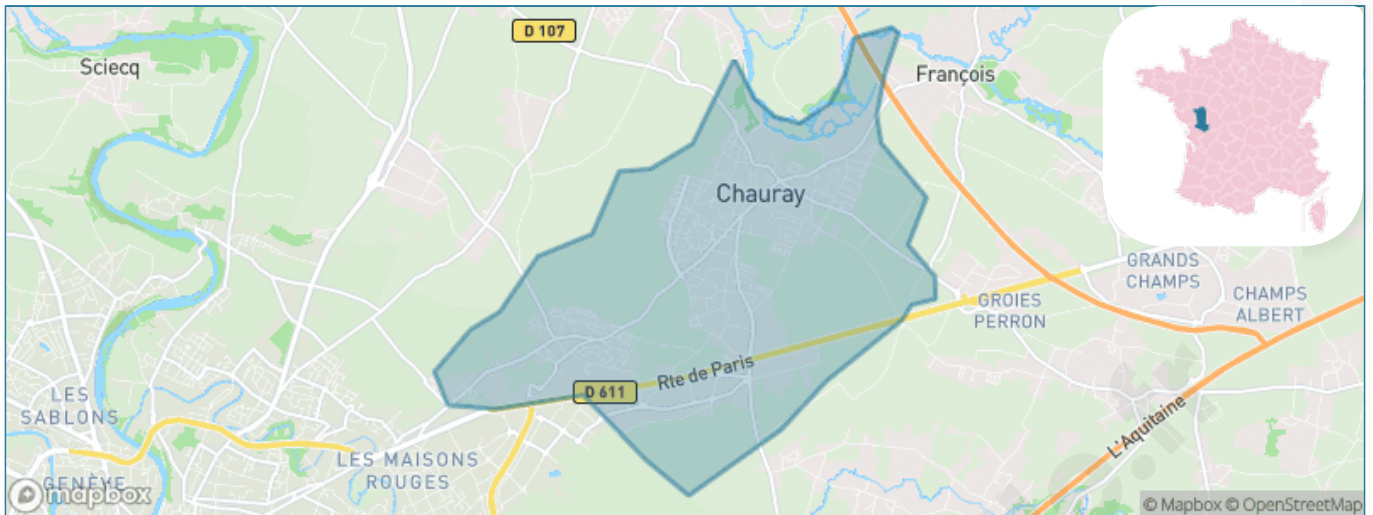 D 107
Sciecq
François
Chauray
GRANDS
CHAMPS
CHAMPS
ALBERT
GROIES
PERRON
Rte de Paris
D 611
LES
SABLONS
L'Aquitaine
LES MAISONS
ROUGES
GENÈVE
mapbox
© Mapbox © OpenStreetMap